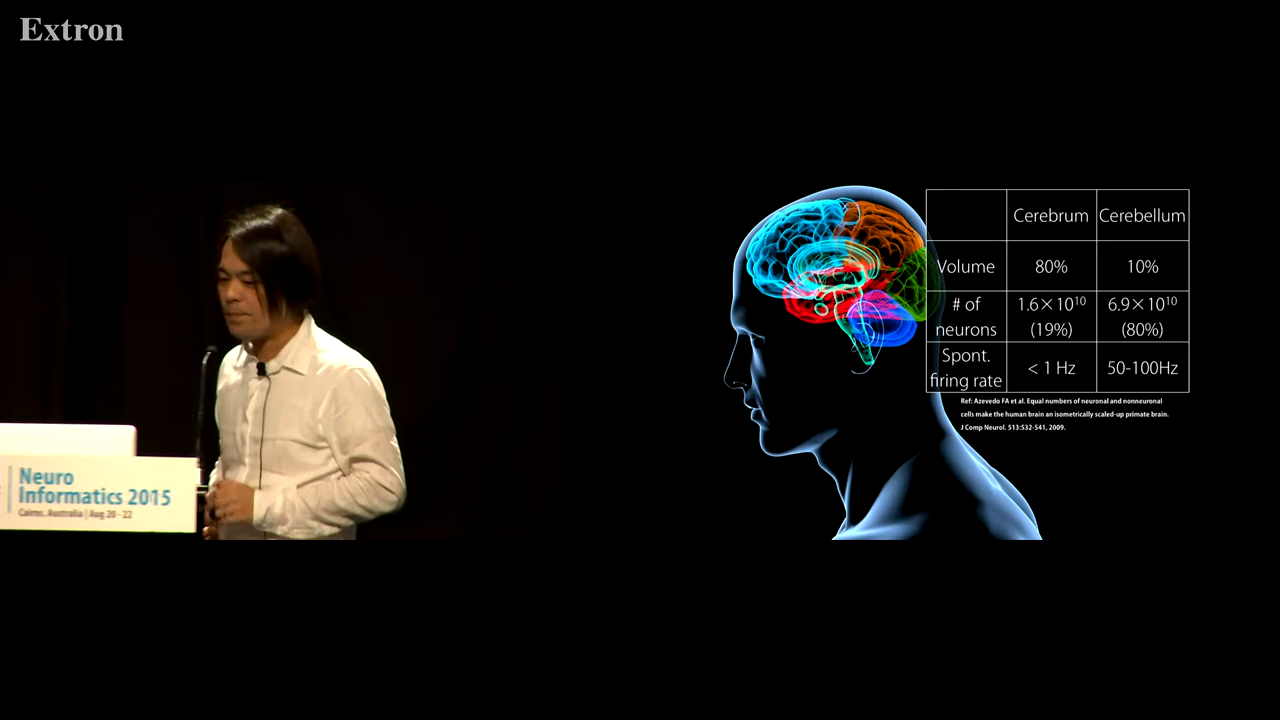 Extron
Neuro
Informatics 2015
Cairns, Australia | Aug 20 - 22
Cerebrum Cerebellum
Volume 80% 10%
# of neurons 1.6×10¹⁰ (19%) 6.9×10¹⁰ (80%)
Spont. firing rate < 1 Hz 50-100Hz
Ref: Azevedo FA et al. Equal numbers of neuronal and nonneuronal
cells make the human brain an isometrically scaled-up primate brain.
J Comp Neurol. 513:532-541, 2009.